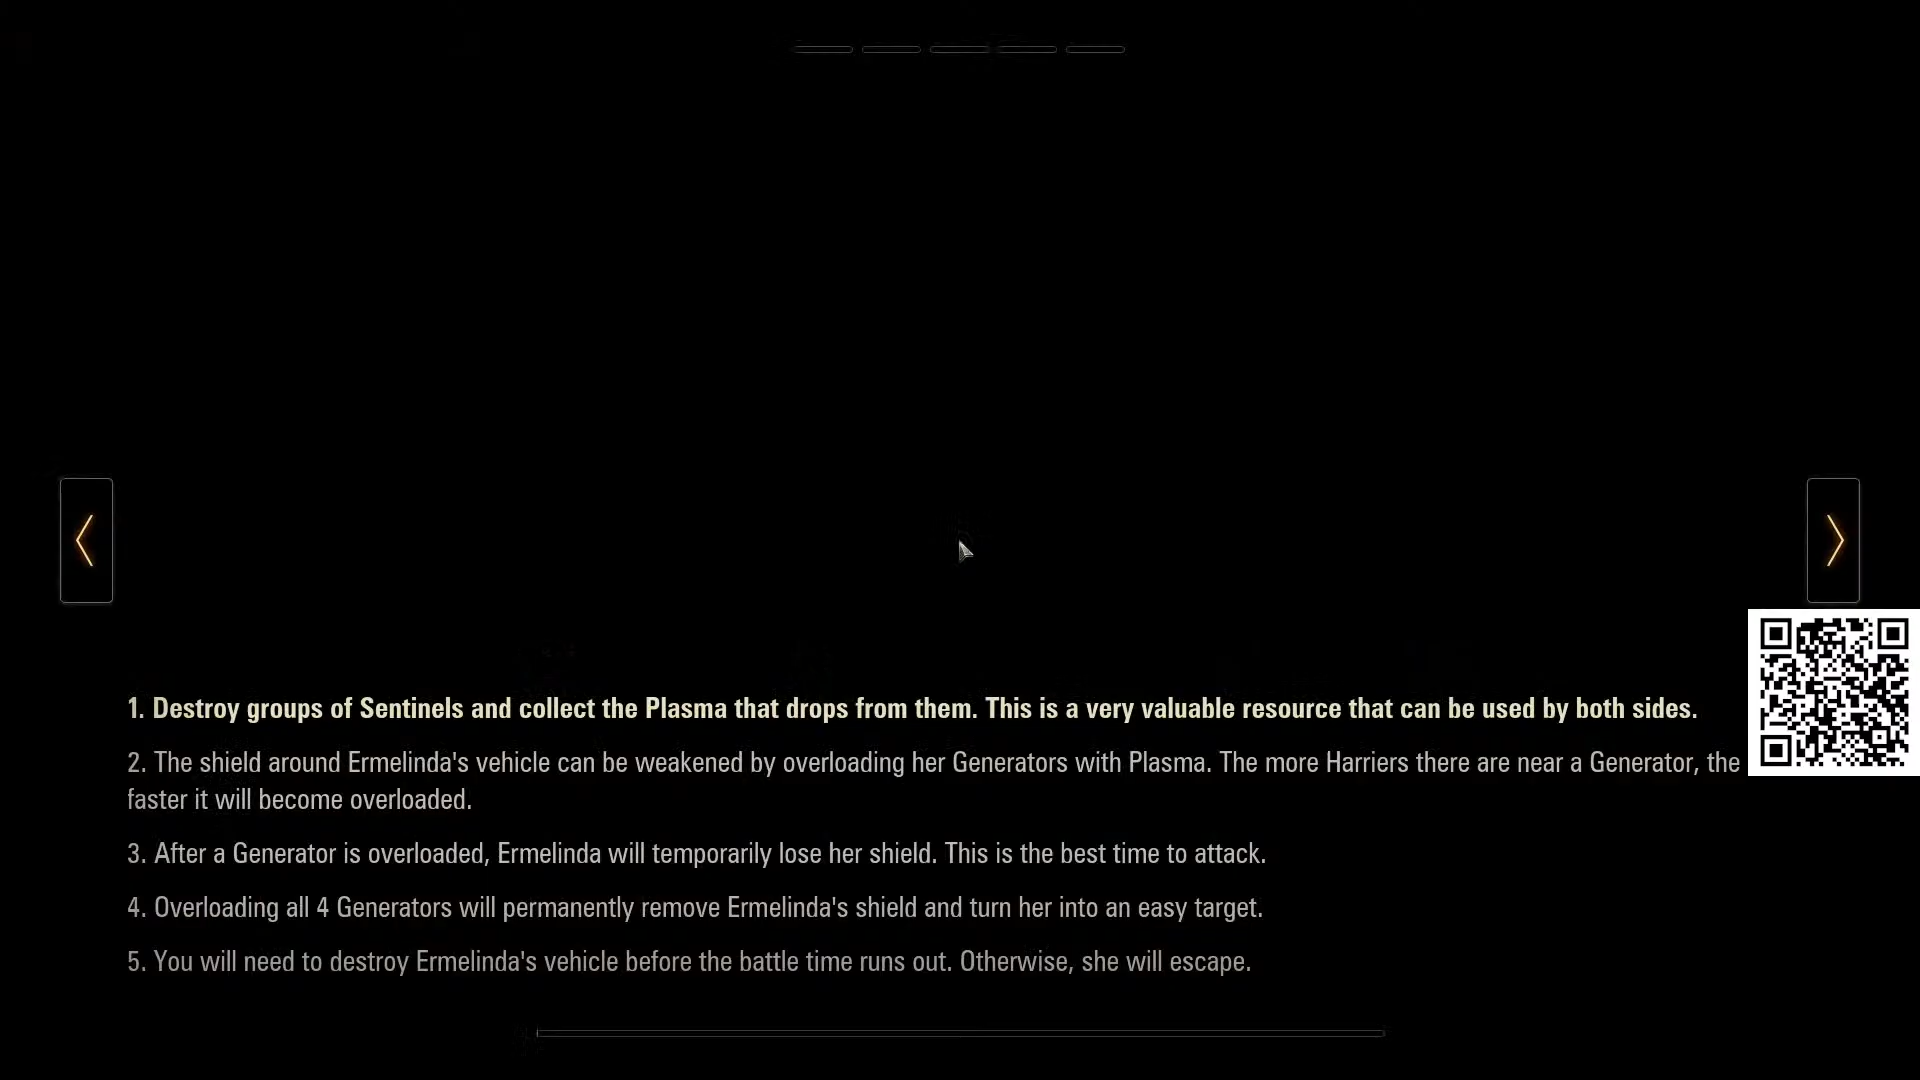 1. Destroy groups of Sentinels and collect the Plasma that drops from them. This is a very valuable resource that can be used by both sides.
2. The shield around Ermelinda's vehicle can be weakened by overloading her Generators with Plasma. The more Harriers there are near a Generator, the
faster it will become overloaded.
3. After a Generator is overloaded, Ermelinda will temporarily lose her shield. This is the best time to attack.
4. Overloading all 4 Generators will permanently remove Ermelinda's shield and turn her into an easy target.
5. You will need to destroy Ermelinda's vehicle before the battle time runs out. Otherwise, she will escape.